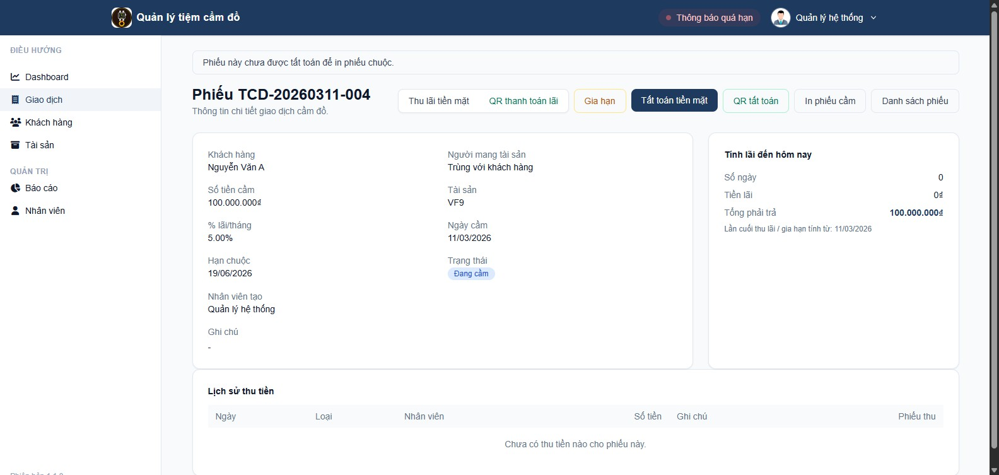 Quản lý tiệm cầm đồ
Thông báo quá hạn
Quản lý hệ thống
ĐIỀU HƯỚNG
Dashboard
Giao dịch
Khách hàng
Tài sản
QUẢN TRỊ
Báo cáo
Nhân viên
Phiếu này chưa được tất toán để in phiếu chuộc.
Phiếu TCD-20260311-004
Thông tin chi tiết giao dịch cầm đồ.
Thu lãi tiền mặt
QR thanh toán lãi
Gia hạn
Tất toán tiền mặt
QR tất toán
In phiếu cầm
Danh sách phiếu
Khách hàng
Nguyễn Văn A
Người mang tài sản
Trùng với khách hàng
Số tiền cầm
100.000.000₫
Tài sản
VF9
% lãi/tháng
5.00%
Ngày cầm
11/03/2026
Hạn chuộc
19/06/2026
Trạng thái
Đang cầm
Nhân viên tạo
Quản lý hệ thống
Ghi chú
-
Tính lãi đến hôm nay
Số ngày 0
Tiền lãi 0₫
Tổng phải trả 100.000.000₫
Lần cuối thu lãi / gia hạn tính từ: 11/03/2026
Lịch sử thu tiền
Ngày Loại Nhân viên Số tiền Ghi chú Phiếu thu
Chưa có thu tiền nào cho phiếu này.